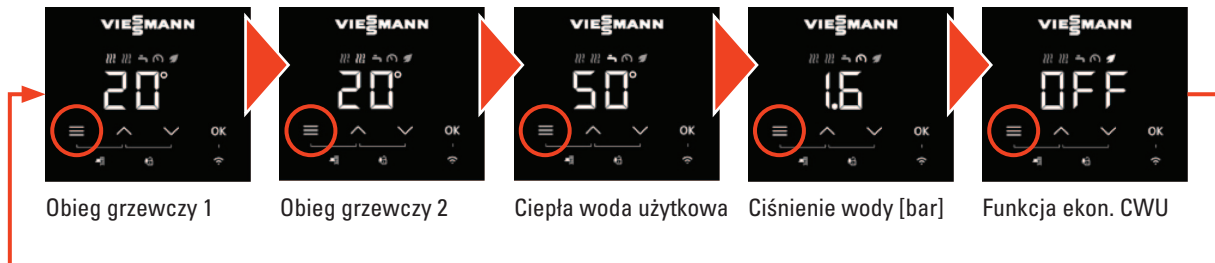 VIESMANN VIESMANN VIESMANN VIESMANN VIESMANN
20° 20° 50° 1.6 OFF
OK OK OK OK OK
Obieg grzewczy 1 Obieg grzewczy 2 Ciepła woda użytkowa Ciśnienie wody [bar] Funkcja ekon. CWU